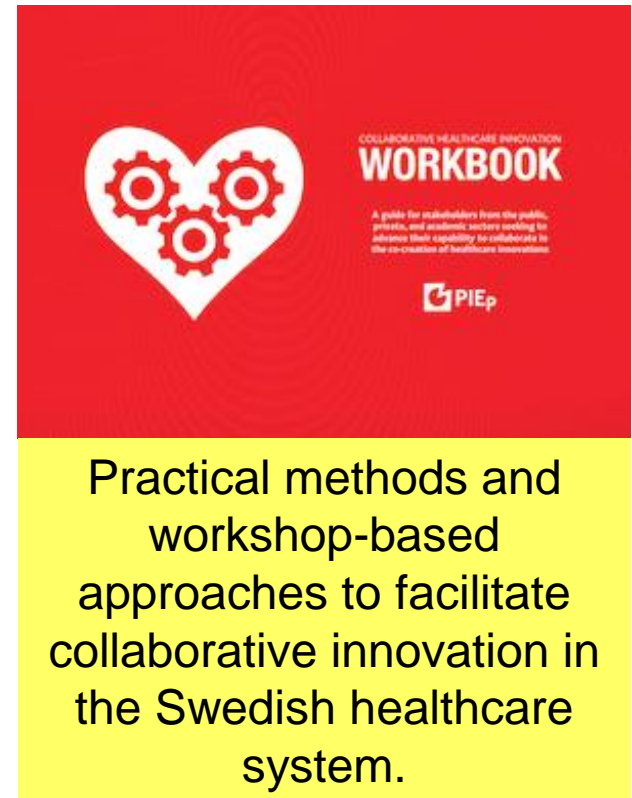 COLLABORATIVE HEALTHCARE INNOVATION
WORKBOOK
A guide for stakeholders from the public,
private, and academic sectors seeking to
advance their capability to collaborate in
the co-creation of healthcare innovations
PIEp
Practical methods and
workshop-based
approaches to facilitate
collaborative innovation in
the Swedish healthcare
system.